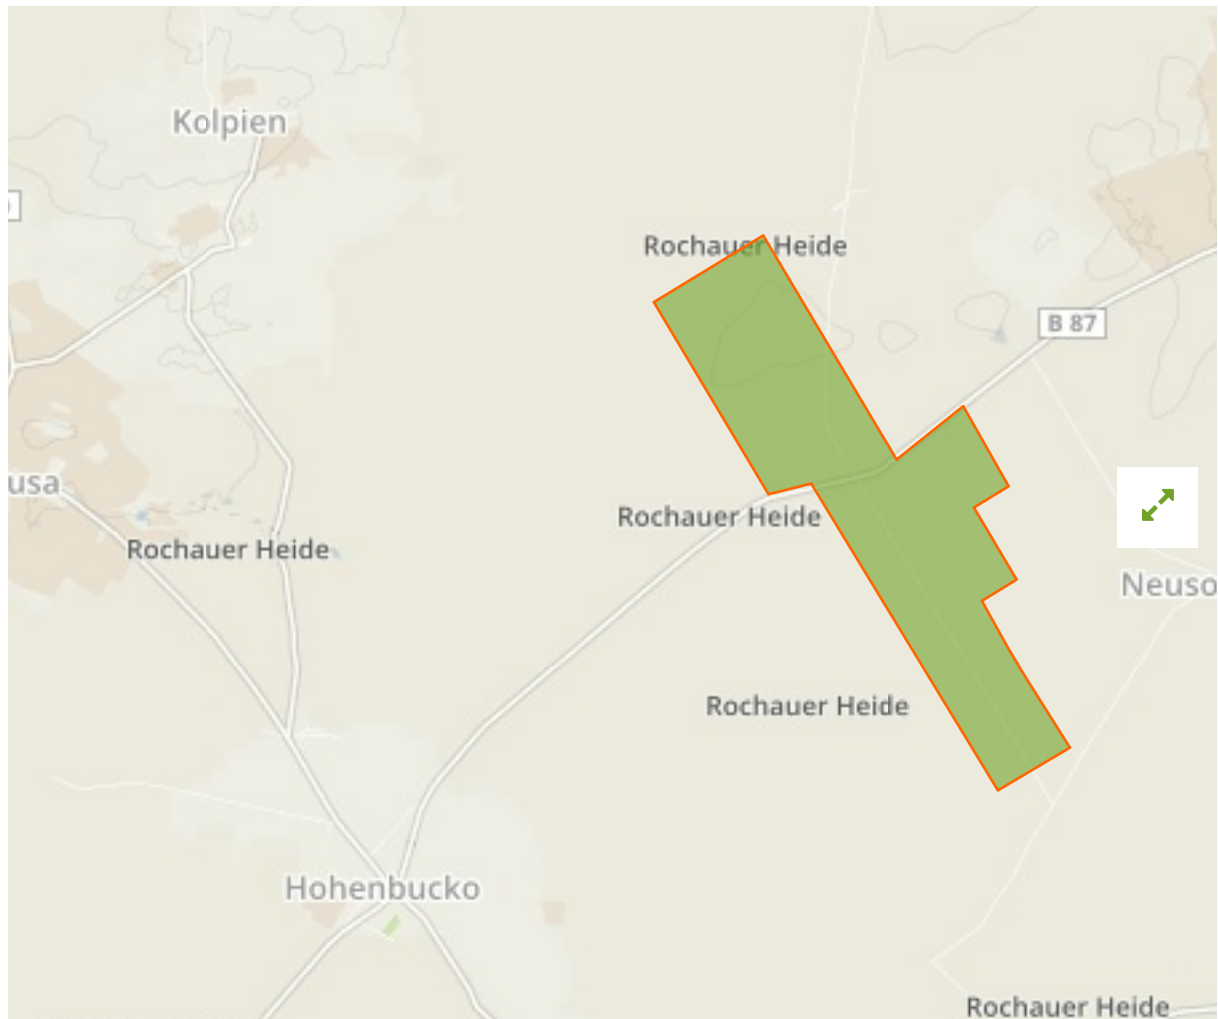 Kolpien
Rochauer Heide
B 87
usa
Rochauer Heide
Rochauer Heide
Neuso
Rochauer Heide
Hohenbucko
Rochauer Heide